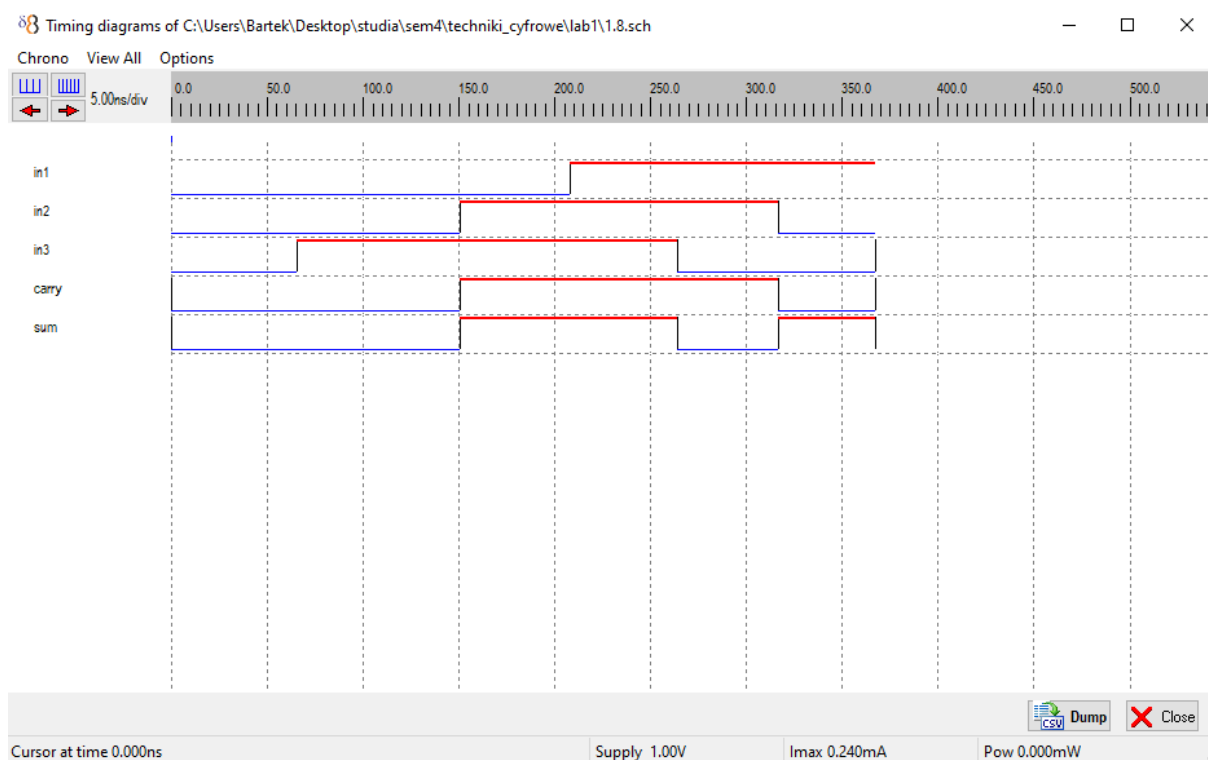 Timing diagrams of C:\Users\Bartek\Desktop\studia\sem4\techniki_cyfrowe\lab1\1.8.sch
Chrono View All Options
5.00ns/div
0.0 50.0 100.0 150.0 200.0 250.0 300.0 350.0 400.0 450.0 500.0
in1
in2
in3
carry
sum
CSV Dump Close
Cursor at time 0.000ns Supply 1.00V Imax 0.240mA Pow 0.000mW